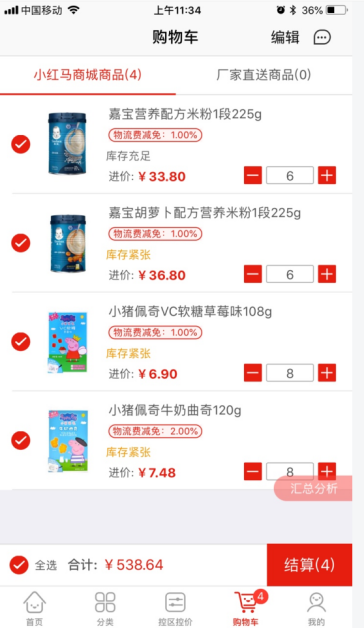 中国移动 上午11:34 36%
购物车 编辑
小红马商城商品(4) 厂家直送商品(0)
嘉宝营养配方米粉1段225g
物流费减免：1.00%
库存充足
进价: ¥33.80 6
嘉宝胡萝卜配方营养米粉1段225g
物流费减免：1.00%
库存紧张
进价: ¥36.80 6
小猪佩奇VC软糖草莓味108g
物流费减免：1.00%
库存紧张
进价: ¥6.90 8
小猪佩奇牛奶曲奇120g
物流费减免：2.00%
库存紧张
进价: ¥7.48 8
汇总分析
全选 合计: ¥538.64 结算(4)
4
首页 分类 控区控价 购物车 我的